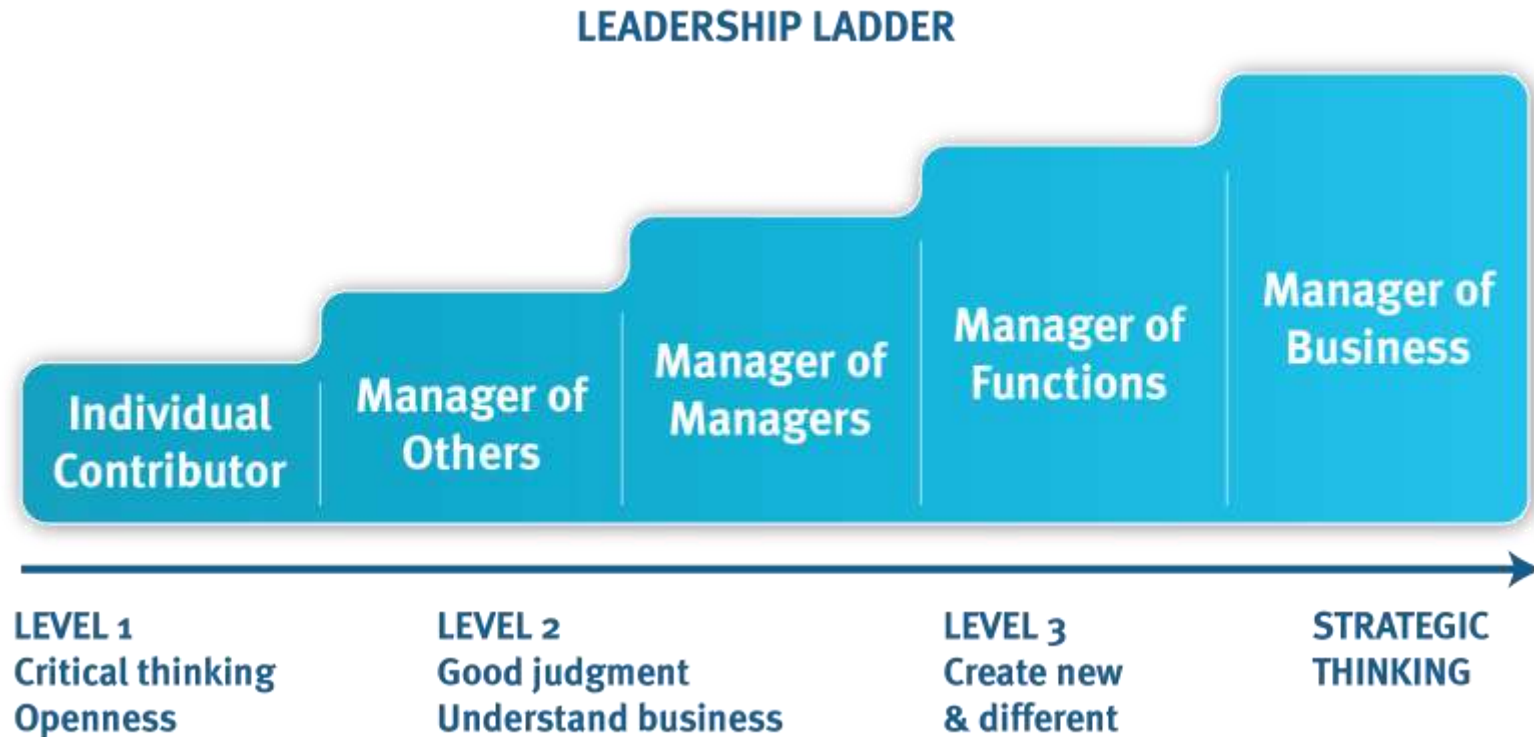 LEADERSHIP LADDER
Individual
Contributor
Manager of
Others
Manager of
Managers
Manager of
Functions
Manager of
Business
LEVEL 1
Critical thinking
Openness
LEVEL 2
Good judgment
Understand business
LEVEL 3
Create new
& different
STRATEGIC
THINKING